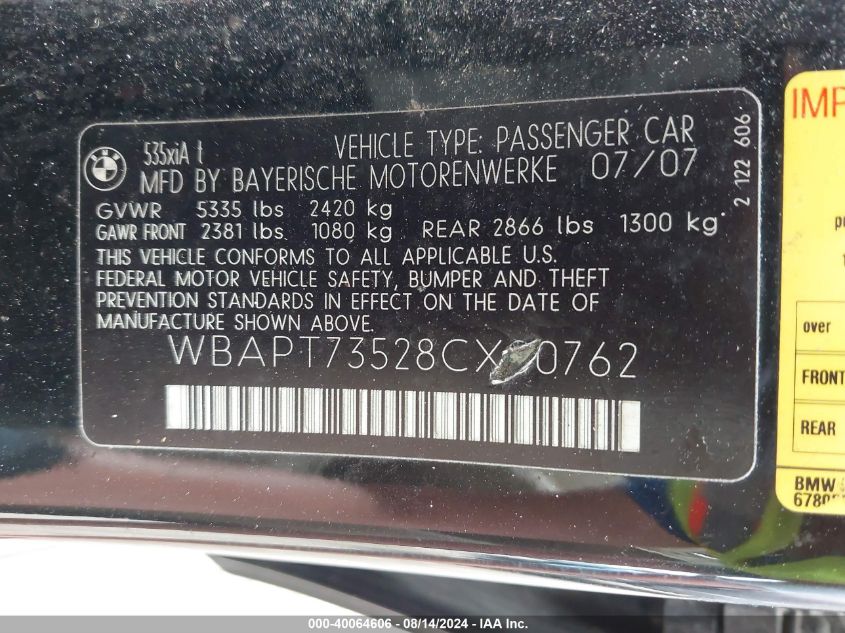 535xiA t
VEHICLE TYPE: PASSENGER CAR
MFD BY BAYERISCHE MOTORENWERKE 07/07
GVWR 5335 lbs 2420 kg
GAWR FRONT 2381 lbs 1080 kg REAR 2866 lbs 1300 kg
THIS VEHICLE CONFORMS TO ALL APPLICABLE U.S.
FEDERAL MOTOR VEHICLE SAFETY, BUMPER AND THEFT
PREVENTION STANDARDS IN EFFECT ON THE DATE OF
MANUFACTURE SHOWN ABOVE.
WBAPT73528CX 0762
2 122 606
IMP
over
FRONT
REAR
BMW
000-40064606 - 08/14/2024 - IAA Inc.